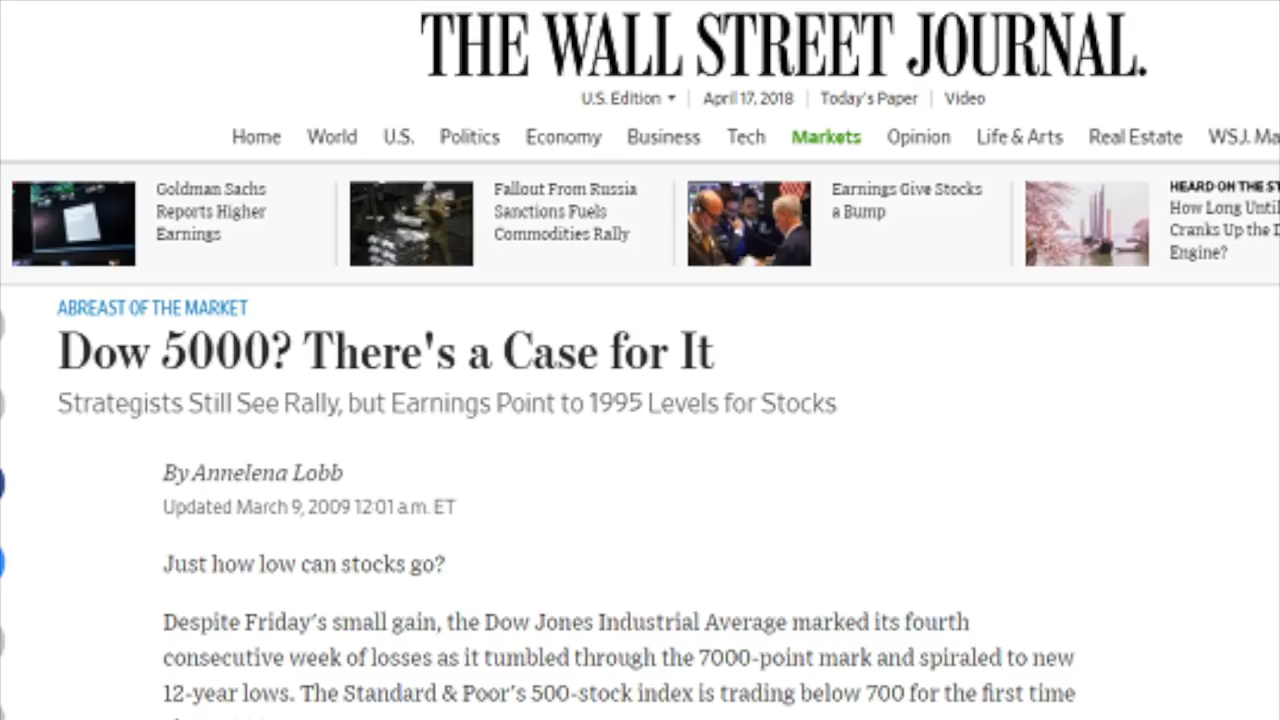 THE WALL STREET JOURNAL.
U.S. Edition April 17, 2018 Today's Paper Video
Home World U.S. Politics Economy Business Tech Markets Opinion Life & Arts Real Estate WSJ. Ma
Goldman Sachs
Reports Higher
Earnings
Fallout From Russia
Sanctions Fuels
Commodities Rally
Earnings Give Stocks
a Bump
HEARD ON THE ST
How Long Until
Cranks Up the D
Engine?
ABREAST OF THE MARKET
Dow 5000? There's a Case for It
Strategists Still See Rally, but Earnings Point to 1995 Levels for Stocks
By Annelena Lobb
Updated March 9, 2009 12:01 a.m. ET
Just how low can stocks go?
Despite Friday's small gain, the Dow Jones Industrial Average marked its fourth
consecutive week of losses as it tumbled through the 7000-point mark and spiraled to new
12-year lows. The Standard & Poor's 500-stock index is trading below 700 for the first time